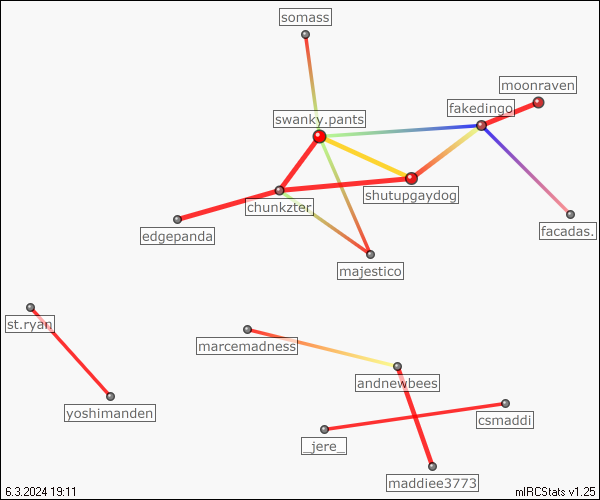 somass
moonraven
fakedingo
swanky.pants
shutupgaydog
chunkzter
facadas.
edgepanda
majestico
st.ryan
marcemadness
andnewbees
yoshimanden
csmaddi
_jere_
maddiee3773
6.3.2024 19:11
mIRCStats v1.25